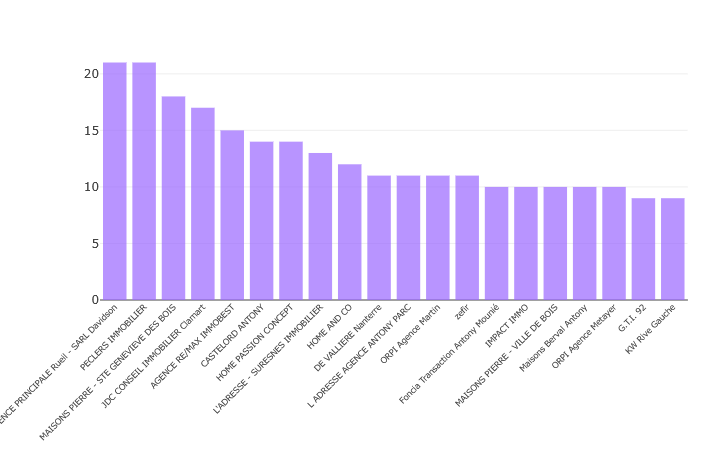 20
15
10
5
0
PRINCIPALE Rueil - SARL Davidson
PECLERS IMMOBILIER
MAISONS PIERRE - STE GENEVIEVE DES BOIS
JDC CONSEIL IMMOBILIER Clamart
AGENCE RE/MAX IMMOBEST
CASTELORD ANTONY
HOME PASSION CONCEPT
L'ADRESSE - SURESNES IMMOBILIER
HOME AND CO
DE VALLIERE Nanterre
L ADRESSE AGENCE ANTONY PARC
ORPI Agence Martin
zefir
Foncia Transaction Antony Mounié
IMPACT IMMO
MAISONS PIERRE - VILLE DE BOIS
Maisons Berval Antony
ORPI Agence Metayer
G.T.I. 92
KW Rive Gauche